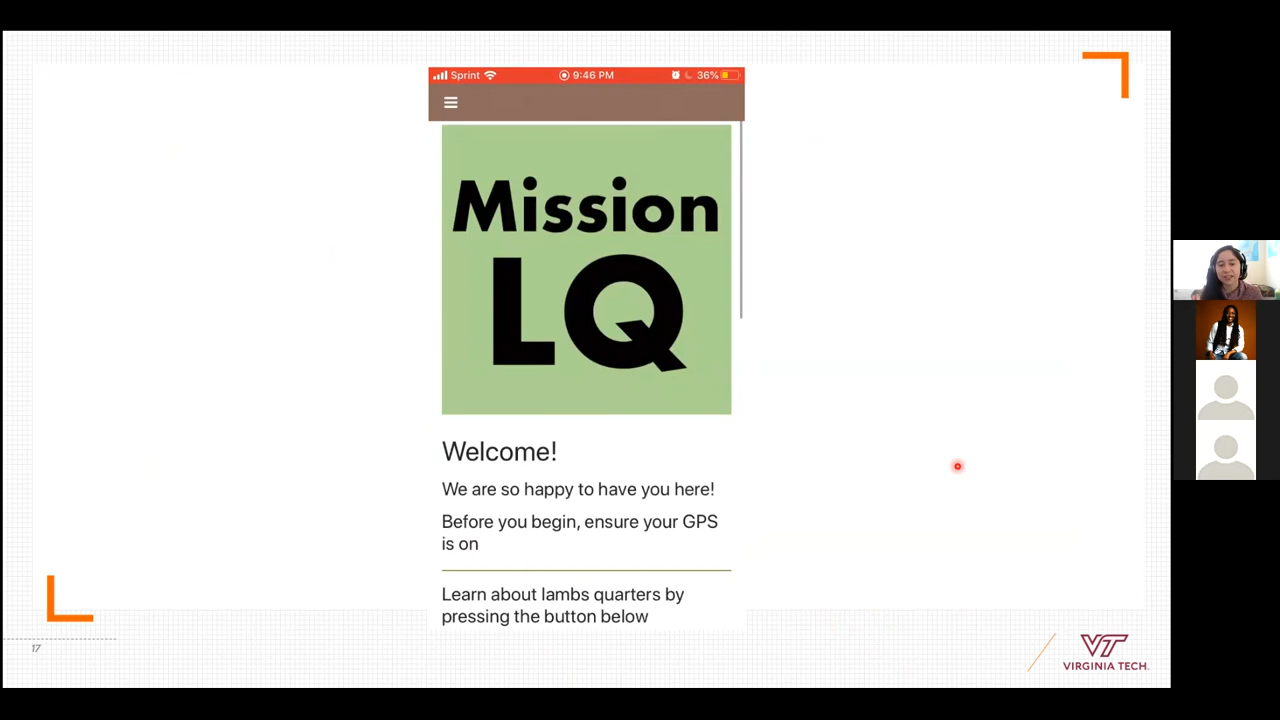 Sprint 9:46 PM 36%
Mission
LQ
Welcome!
We are so happy to have you here!
Before you begin, ensure your GPS
is on
Learn about lambs quarters by
pressing the button below
17
VT
VIRGINIA TECH.